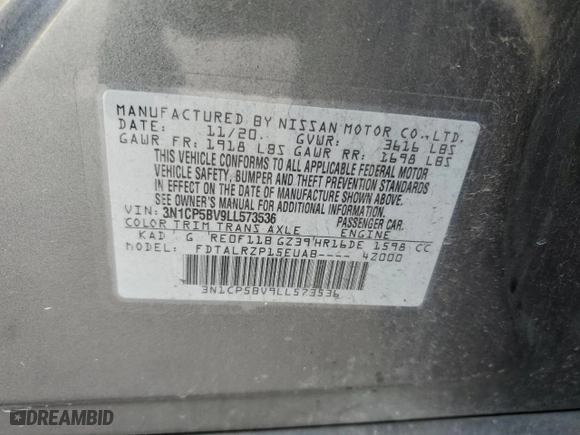 MANUFACTURED BY NISSAN MOTOR CO.,LTD.
DATE: 11/20 GVWR: 3616 LBS
GAWR FR: 1918 LBS GAWR RR: 1698 LBS
THIS VEHICLE CONFORMS TO ALL APPLICABLE FEDERAL MOTOR
VEHICLE SAFETY, BUMPER AND THEFT PREVENTION STANDARDS
IN EFFECT ON THE DATE OF MANUFACTURE SHOWN ABOVE.
SEE OWNER'S MANUAL FOR ADDITIONAL INFORMATION.
VIN: 3N1CP5BV9LL573536 PASSENGER CAR.
COLOR TRIM TRANS AXLE ENGINE
KAD G RE0F11B GZ39 HR16DE 1598 CC
MODEL: FDTALRZP15EUAB---- 42000
3N1CP5BV9LL573536
DREAMBID